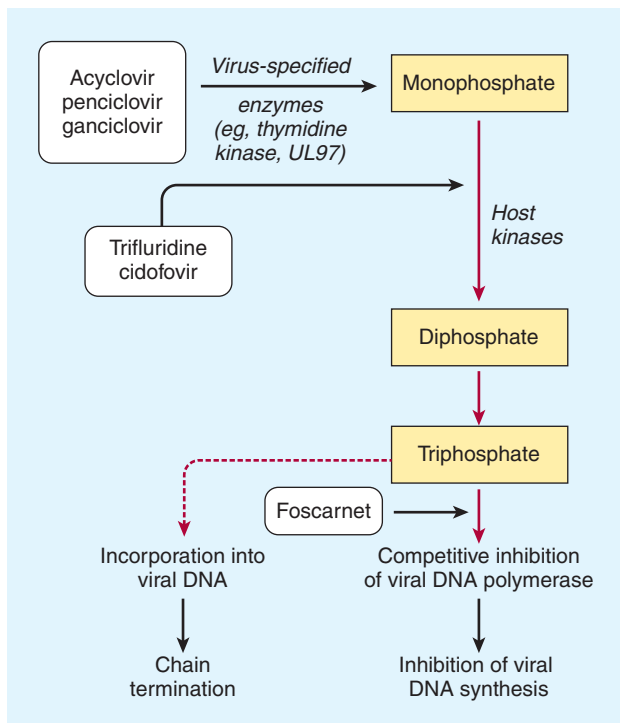 Acyclovir
penciclovir
ganciclovir
Virus-specified
enzymes
(eg, thymidine
kinase, UL97)
Monophosphate
Trifluridine
cidofovir
Host
kinases
Diphosphate
Triphosphate
Foscarnet
Incorporation into
viral DNA
Competitive inhibition
of viral DNA polymerase
Chain
termination
Inhibition of viral
DNA synthesis